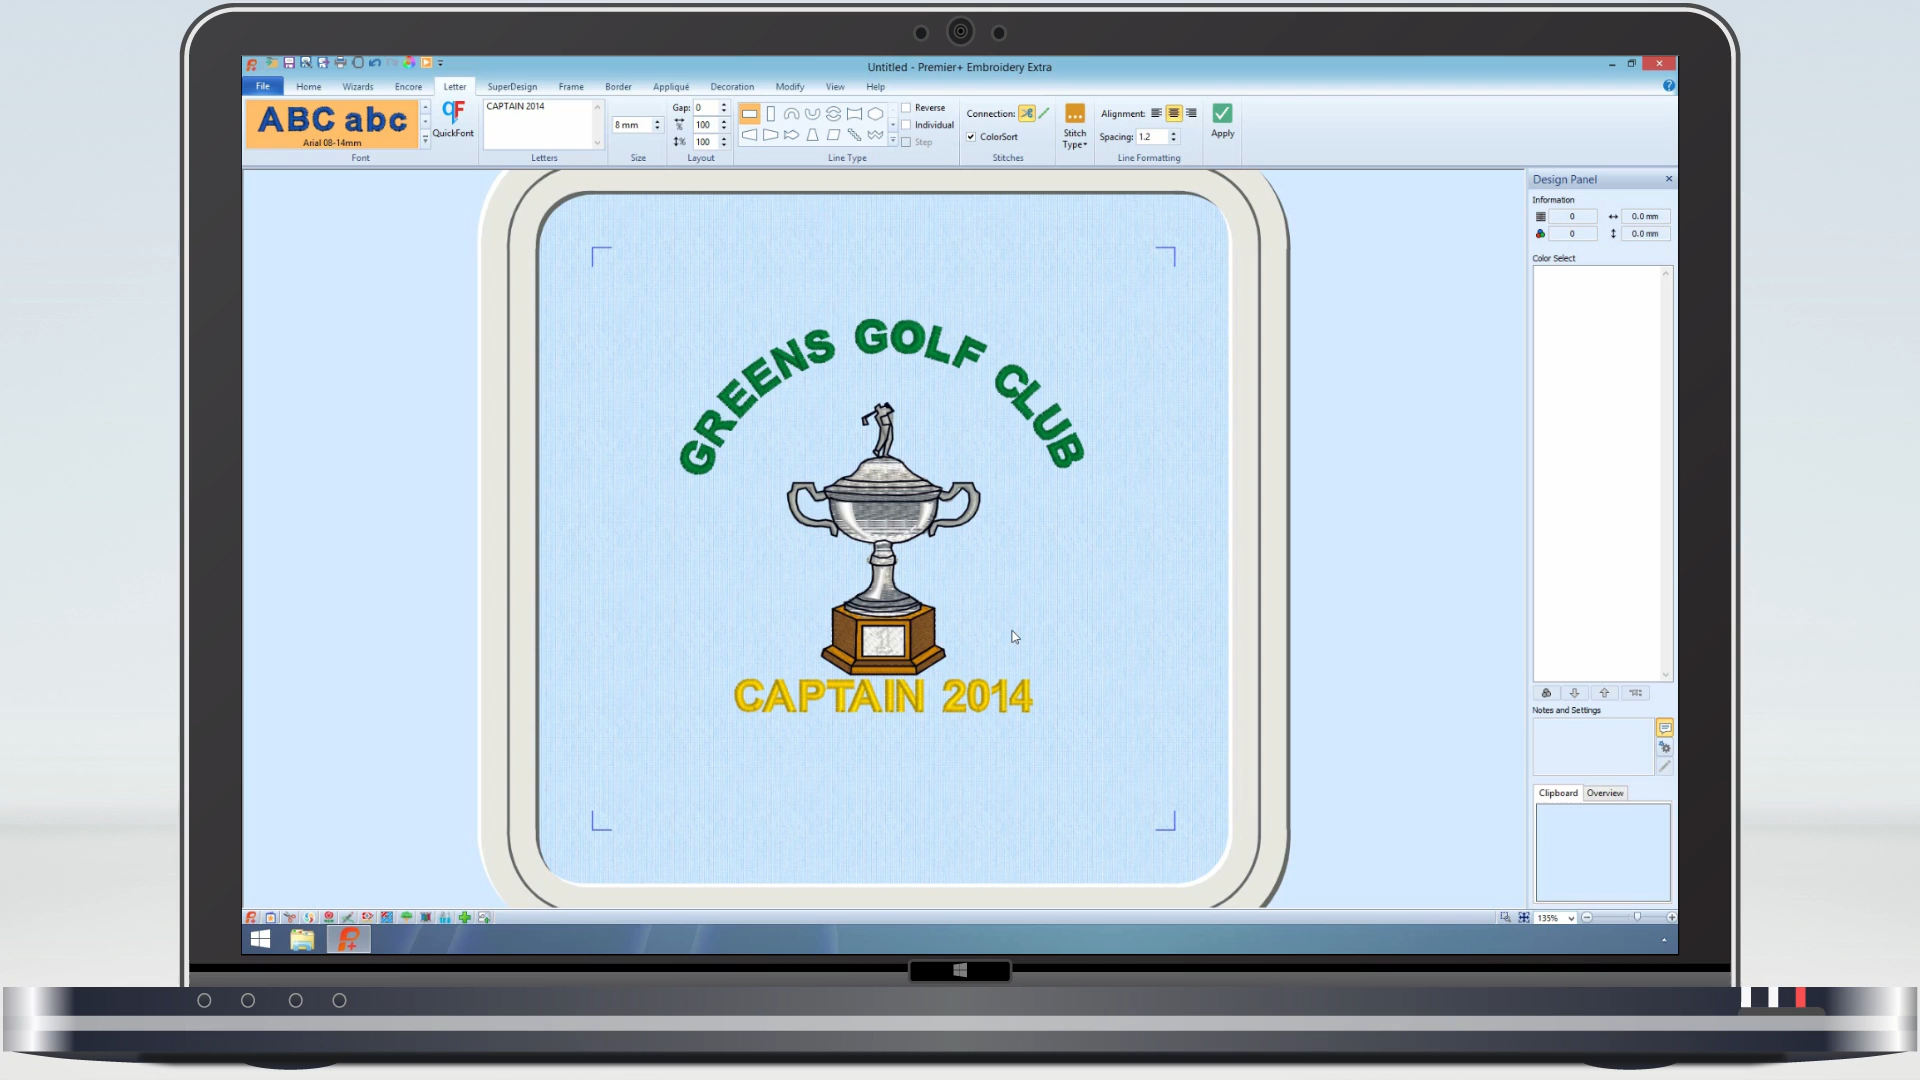 Untitled - Premier+ Embroidery Extra
File Home Wizards Encore Letter SuperDesign Frame Border Appliqué Decoration Modify View Help
ABC abc
Arial 08-14mm
Font
QuickFont
CAPTAIN 2014
Letters
8 mm
Size
Gap: 0
% 100
% 100
Layout
Line Type
Reverse
Individual
Step
Connection:
ColorSort
Stitches
Stitch
Type
Alignment:
Spacing: 1.2
Line Formatting
Apply
Design Panel
Information
0 0.0 mm
0 0.0 mm
Color Select
GREENS GOLF CLUB
1
CAPTAIN 2014
Notes and Settings
Clipboard Overview
135%